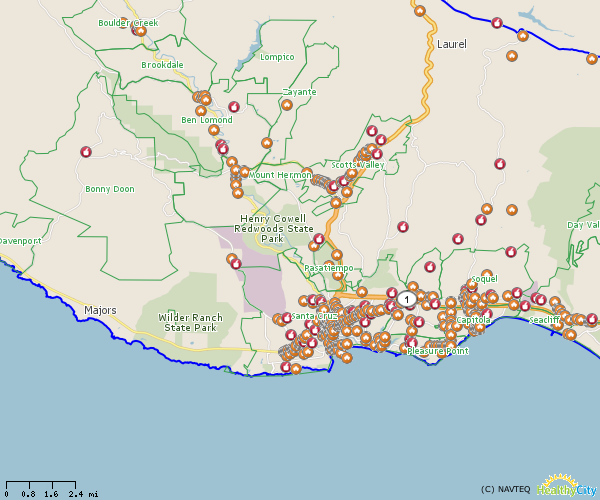 Boulder Creek
Laurel
Lompico
Brookdale
Zayante
Ben Lomond
Scotts Valley
Mount Hermon
Bonny Doon
Henry Cowell
Redwoods State
Park
Day Val
Davenport
Pasatiempo
Soquel
1
Majors
Wilder Ranch
State Park
Santa Cruz
Capitola
Seacliff
Pleasure Point
0 0.8 1.6 2.4 mi
(C) NAVTEQ
HealthyCity